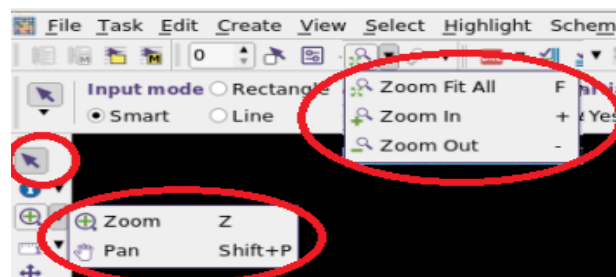 File Task Edit Create View Select Highlight Schem
0
Input mode Rectangle
Smart Line Yes
Zoom Fit All F
Zoom In +
Zoom Out -
Zoom Z
Pan Shift+P